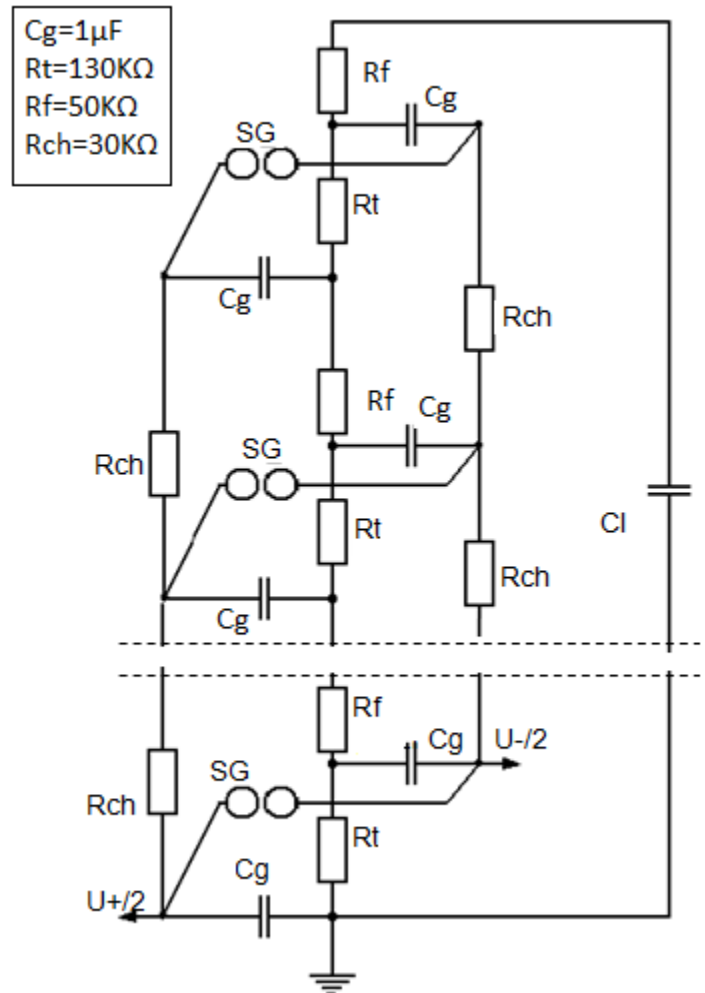 Cg=1µF
Rt=130KΩ
Rf=50KΩ
Rch=30KΩ
Rf
Cg
SG
Rt
Cg
Rch
Rf
Cg
SG
Rch
Rt
Cl
Rch
Cg
Rf
Cg
U-/2
SG
Rch
Rt
Cg
U+/2